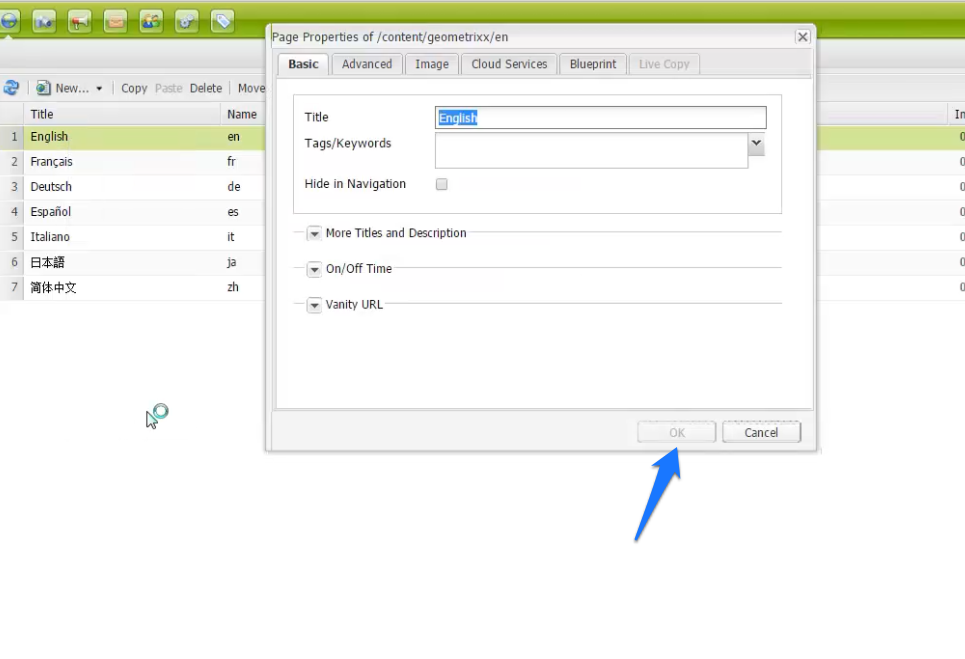 Page Properties of /content/geometrixx/en
Basic Advanced Image Cloud Services Blueprint Live Copy
New... Copy Paste Delete Move
Title Name
1 English en 0
2 Français fr 0
3 Deutsch de 0
4 Español es 0
5 Italiano it 0
6 日本語 ja 0
7 简体中文 zh 0
Title English
Tags/Keywords
Hide in Navigation
More Titles and Description
On/Off Time
Vanity URL
OK Cancel